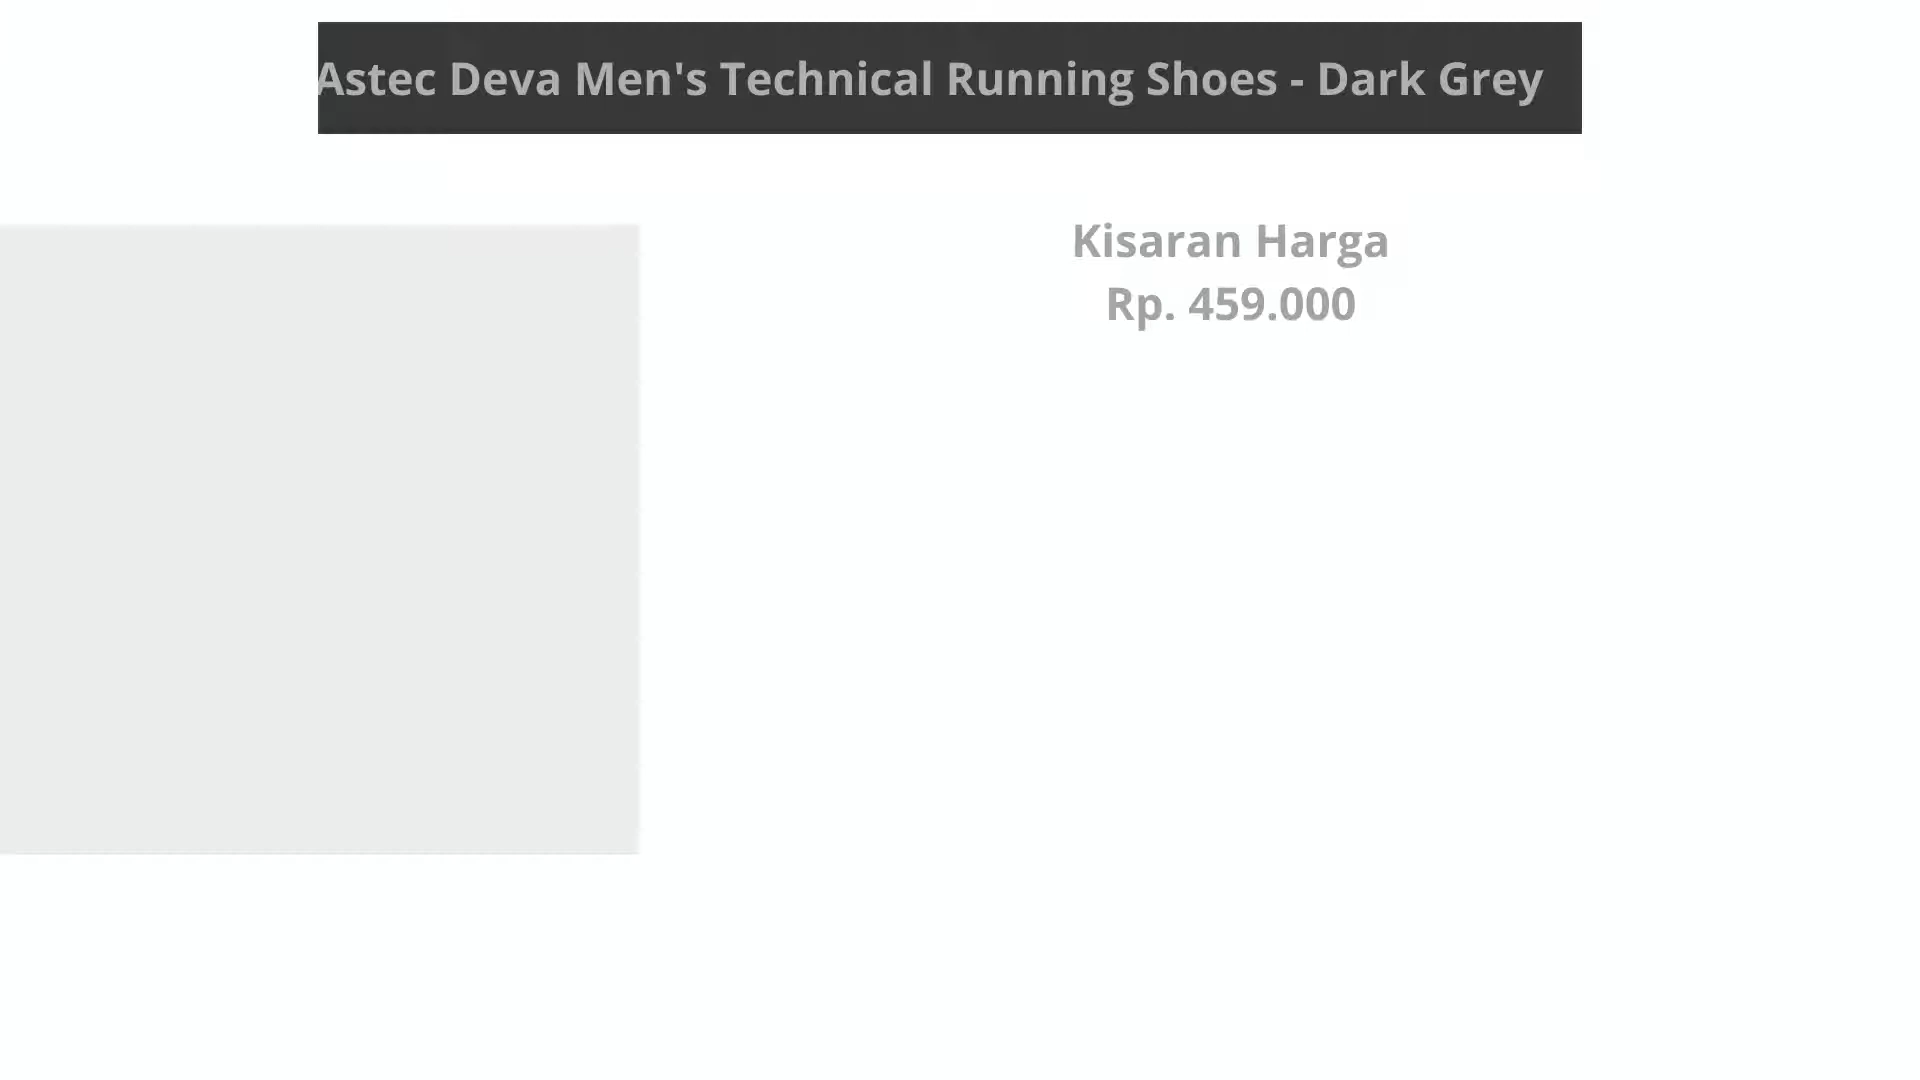 Astec Deva Men's Technical Running Shoes - Dark Grey
Kisaran Harga
Rp. 459.000